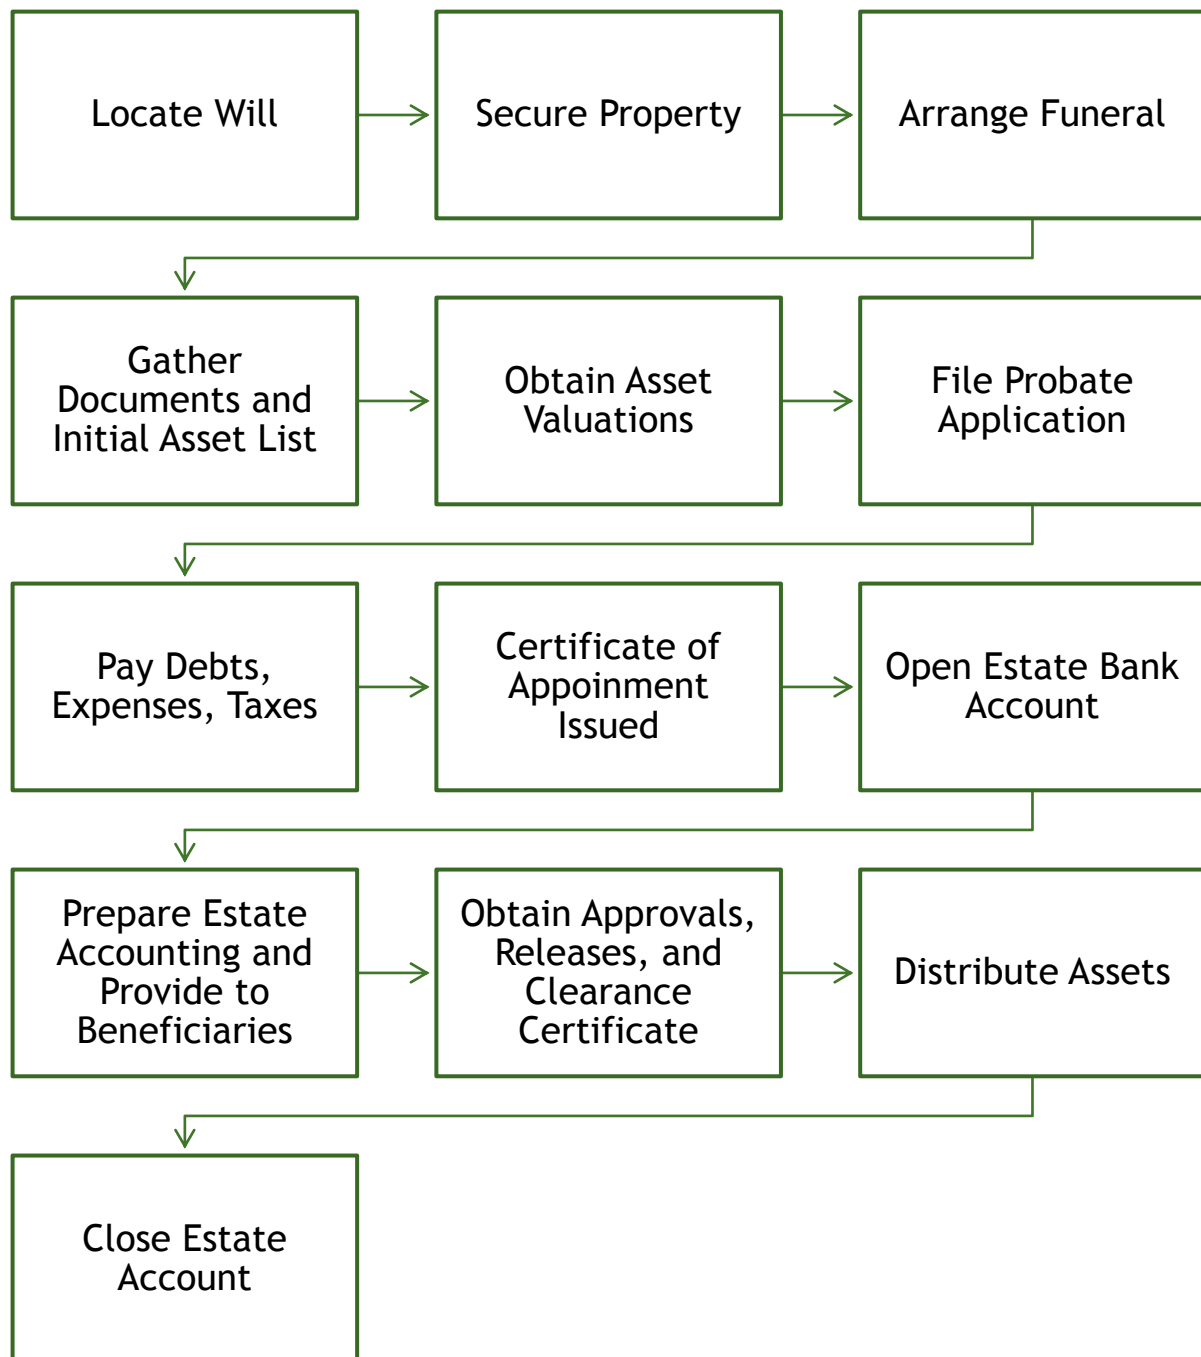 Locate Will
Secure Property
Arrange Funeral
Gather
Documents and
Initial Asset List
Obtain Asset
Valuations
File Probate
Application
Pay Debts,
Expenses, Taxes
Certificate of
Appoinment
Issued
Open Estate Bank
Account
Prepare Estate
Accounting and
Provide to
Beneficiaries
Obtain Approvals,
Releases, and
Clearance
Certificate
Distribute Assets
Close Estate
Account